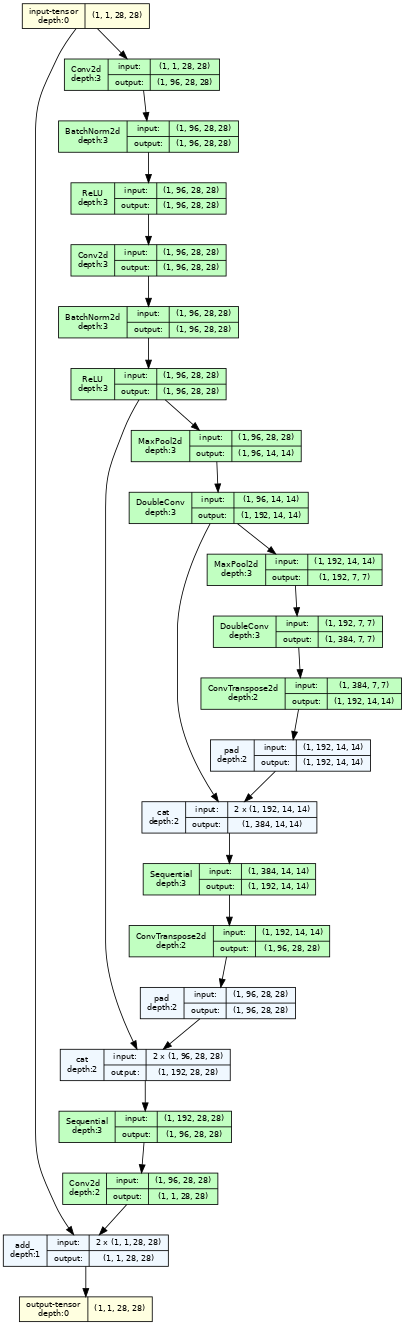 input-tensor
depth:0
(1, 1, 28, 28)
Conv2d
depth:3
input:
(1, 1, 28, 28)
output:
(1, 96, 28, 28)
BatchNorm2d
depth:3
input:
(1, 96, 28, 28)
output:
(1, 96, 28, 28)
ReLU
depth:3
input:
(1, 96, 28, 28)
output:
(1, 96, 28, 28)
Conv2d
depth:3
input:
(1, 96, 28, 28)
output:
(1, 96, 28, 28)
BatchNorm2d
depth:3
input:
(1, 96, 28, 28)
output:
(1, 96, 28, 28)
ReLU
depth:3
input:
(1, 96, 28, 28)
output:
(1, 96, 28, 28)
MaxPool2d
depth:3
input:
(1, 96, 28, 28)
output:
(1, 96, 14, 14)
DoubleConv
depth:3
input:
(1, 96, 14, 14)
output:
(1, 192, 14, 14)
MaxPool2d
depth:3
input:
(1, 192, 14, 14)
output:
(1, 192, 7, 7)
DoubleConv
depth:3
input:
(1, 192, 7, 7)
output:
(1, 384, 7, 7)
ConvTranspose2d
depth:2
input:
(1, 384, 7, 7)
output:
(1, 192, 14, 14)
pad
depth:2
input:
(1, 192, 14, 14)
output:
(1, 192, 14, 14)
cat
depth:2
input:
2 x (1, 192, 14, 14)
output:
(1, 384, 14, 14)
Sequential
depth:3
input:
(1, 384, 14, 14)
output:
(1, 192, 14, 14)
ConvTranspose2d
depth:2
input:
(1, 192, 14, 14)
output:
(1, 96, 28, 28)
pad
depth:2
input:
(1, 96, 28, 28)
output:
(1, 96, 28, 28)
cat
depth:2
input:
2 x (1, 96, 28, 28)
output:
(1, 192, 28, 28)
Sequential
depth:3
input:
(1, 192, 28, 28)
output:
(1, 96, 28, 28)
Conv2d
depth:2
input:
(1, 96, 28, 28)
output:
(1, 1, 28, 28)
add_
depth:1
input:
2 x (1, 1, 28, 28)
output:
(1, 1, 28, 28)
output-tensor
depth:0
(1, 1, 28, 28)